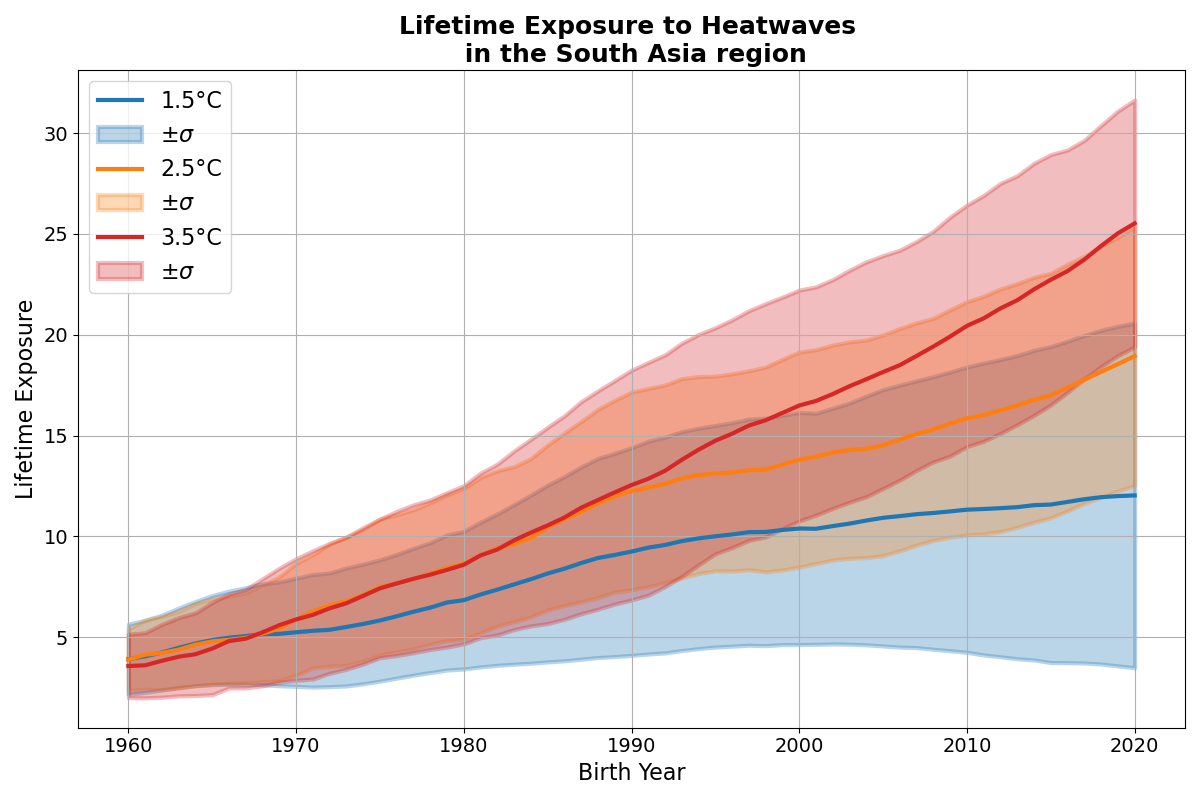 Lifetime Exposure to Heatwaves
in the South Asia region
1.5°C
±σ
2.5°C
±σ
3.5°C
±σ
Lifetime Exposure
30
25
20
15
10
5
1960 1970 1980 1990 2000 2010 2020
Birth Year